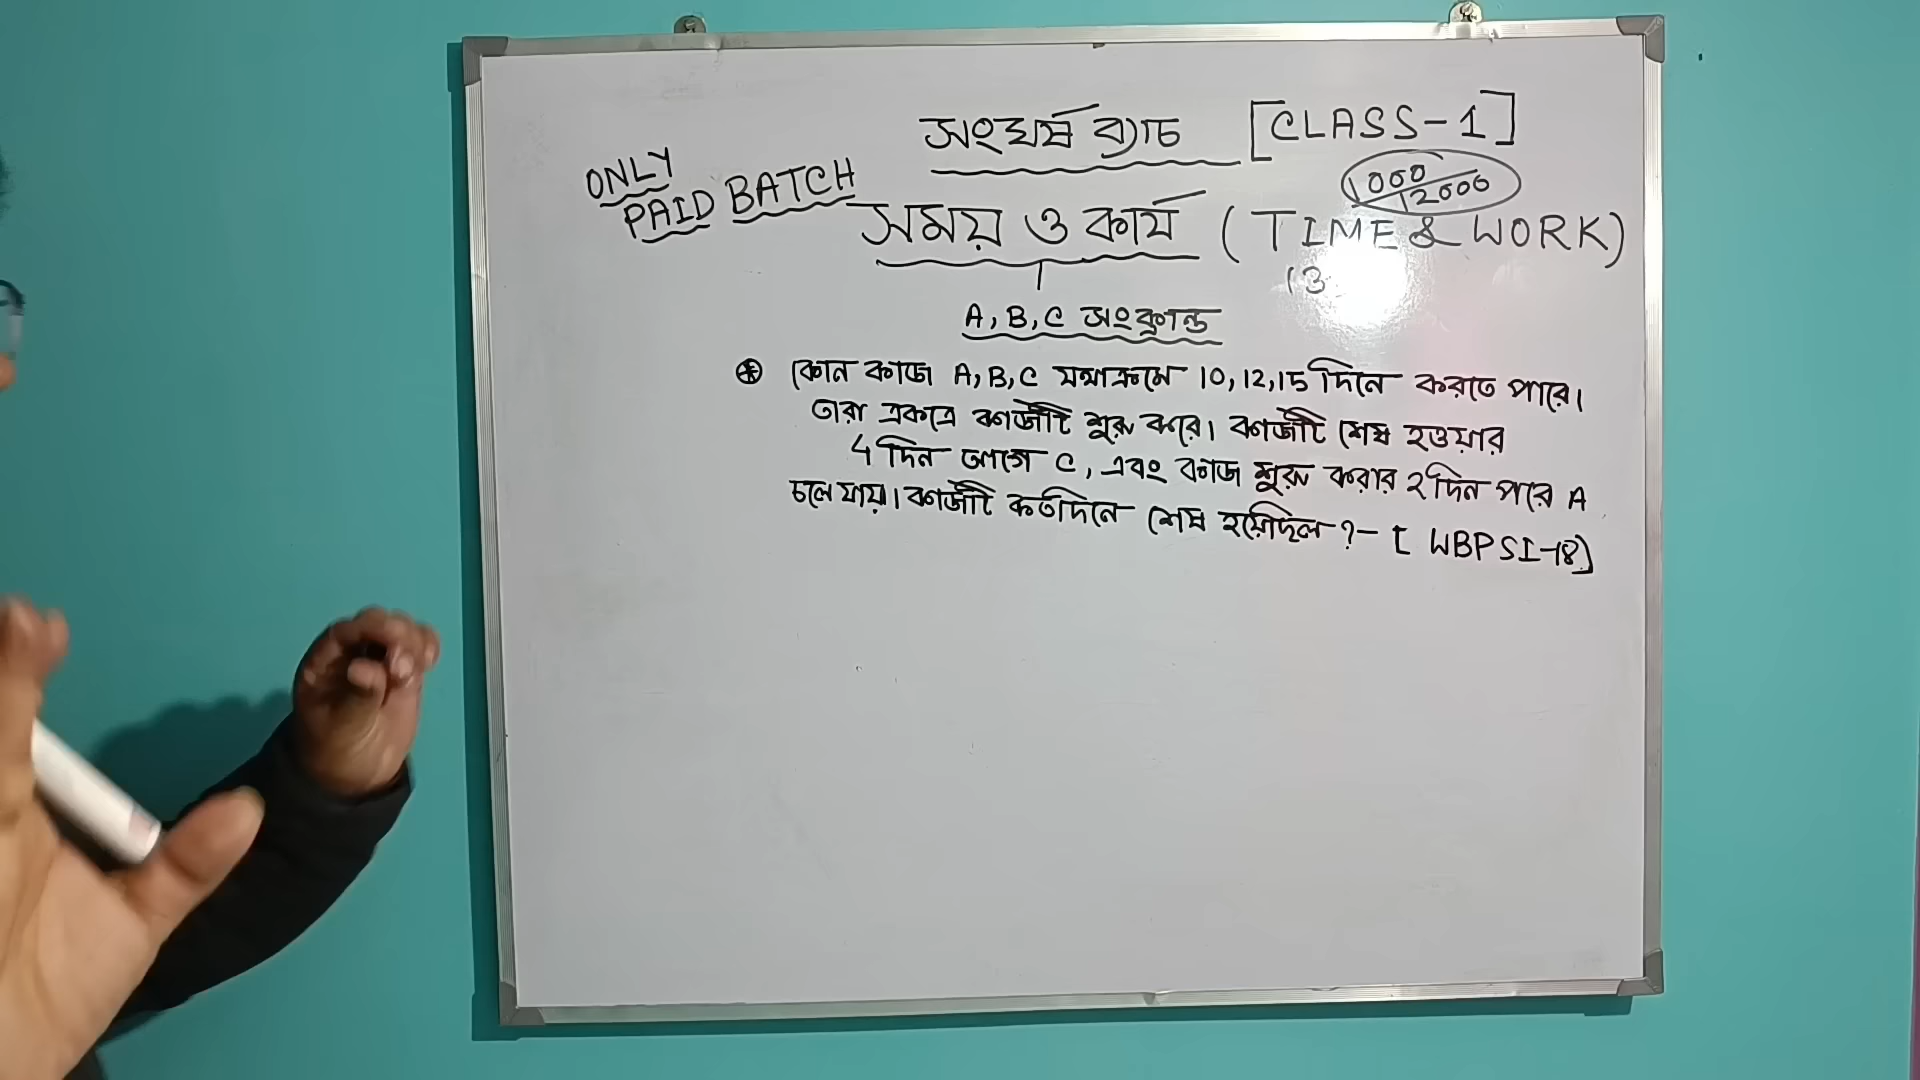 সংঘর্ষ ব্যাচ [CLASS-1]
ONLY
PAID BATCH
1000
12000
সময় ও কার্য (TIME & WORK)
(3
A, B, C সংক্রান্ত
কোন কাজ A, B, C যথাক্রমে 10, 12, 15 দিনে করতে পারে।
তারা একত্রে কাজটি শুরু করে। কাজটি শেষ হওয়ার
4 দিন আগে C, এবং কাজ শুরু করার 2 দিন পরে A
চলে যায়। কাজটি কতদিনে শেষ হয়েছিল?- [WBPSI-18]